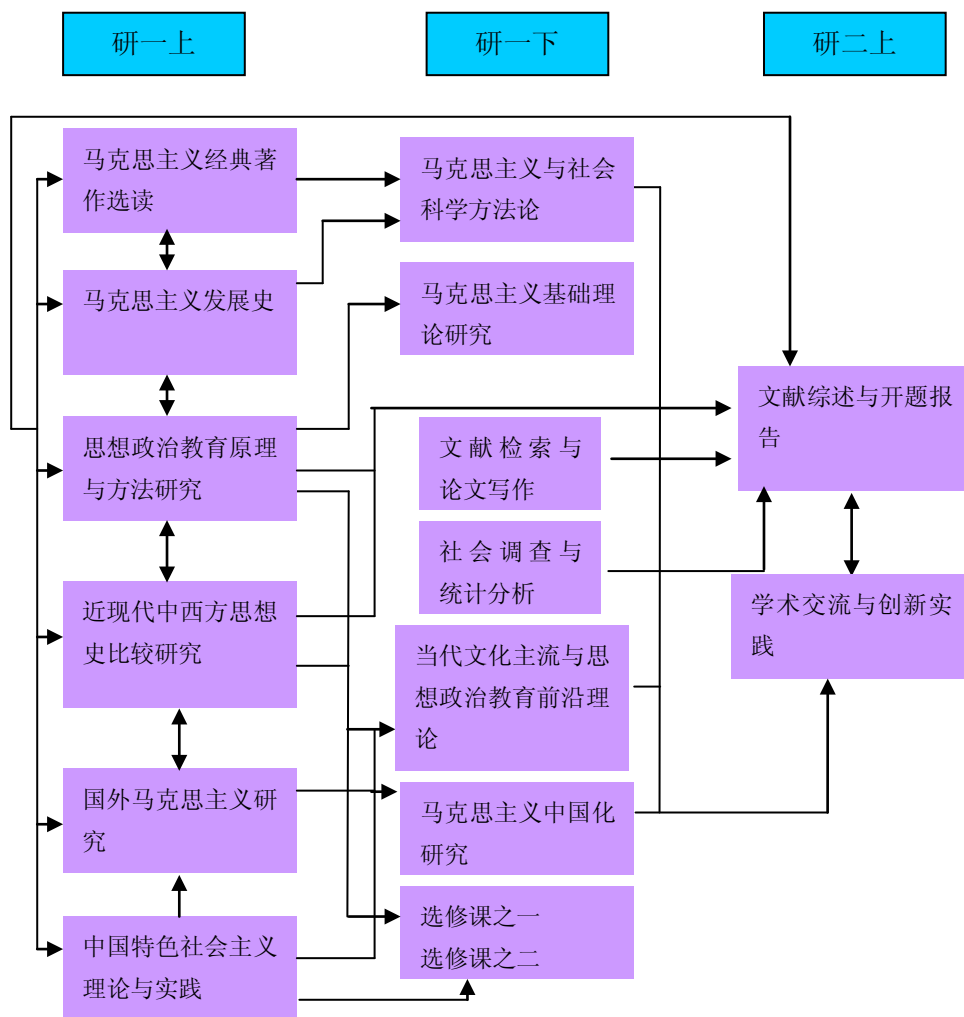 研一上
研一下
研二上
马克思主义经典著
作选读
马克思主义发展史
思想政治教育原理
与方法研究
近现代中西方思想
史比较研究
国外马克思主义研
究
中国特色社会主义
理论与实践
马克思主义与社会
科学方法论
马克思主义基础理
论研究
文献检索与
论文写作
社会调查与
统计分析
当代文化主流与思
想政治教育前沿理
论
马克思主义中国化
研究
选修课之一
选修课之二
文献综述与开题报
告
学术交流与创新实
践